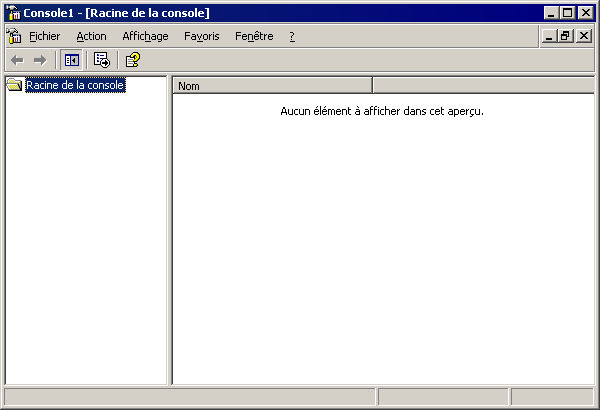 Console1 - [Racine de la console]
Fichier Action Affichage Favoris Fenêtre ?
Racine de la console
Nom
Aucun élément à afficher dans cet aperçu.